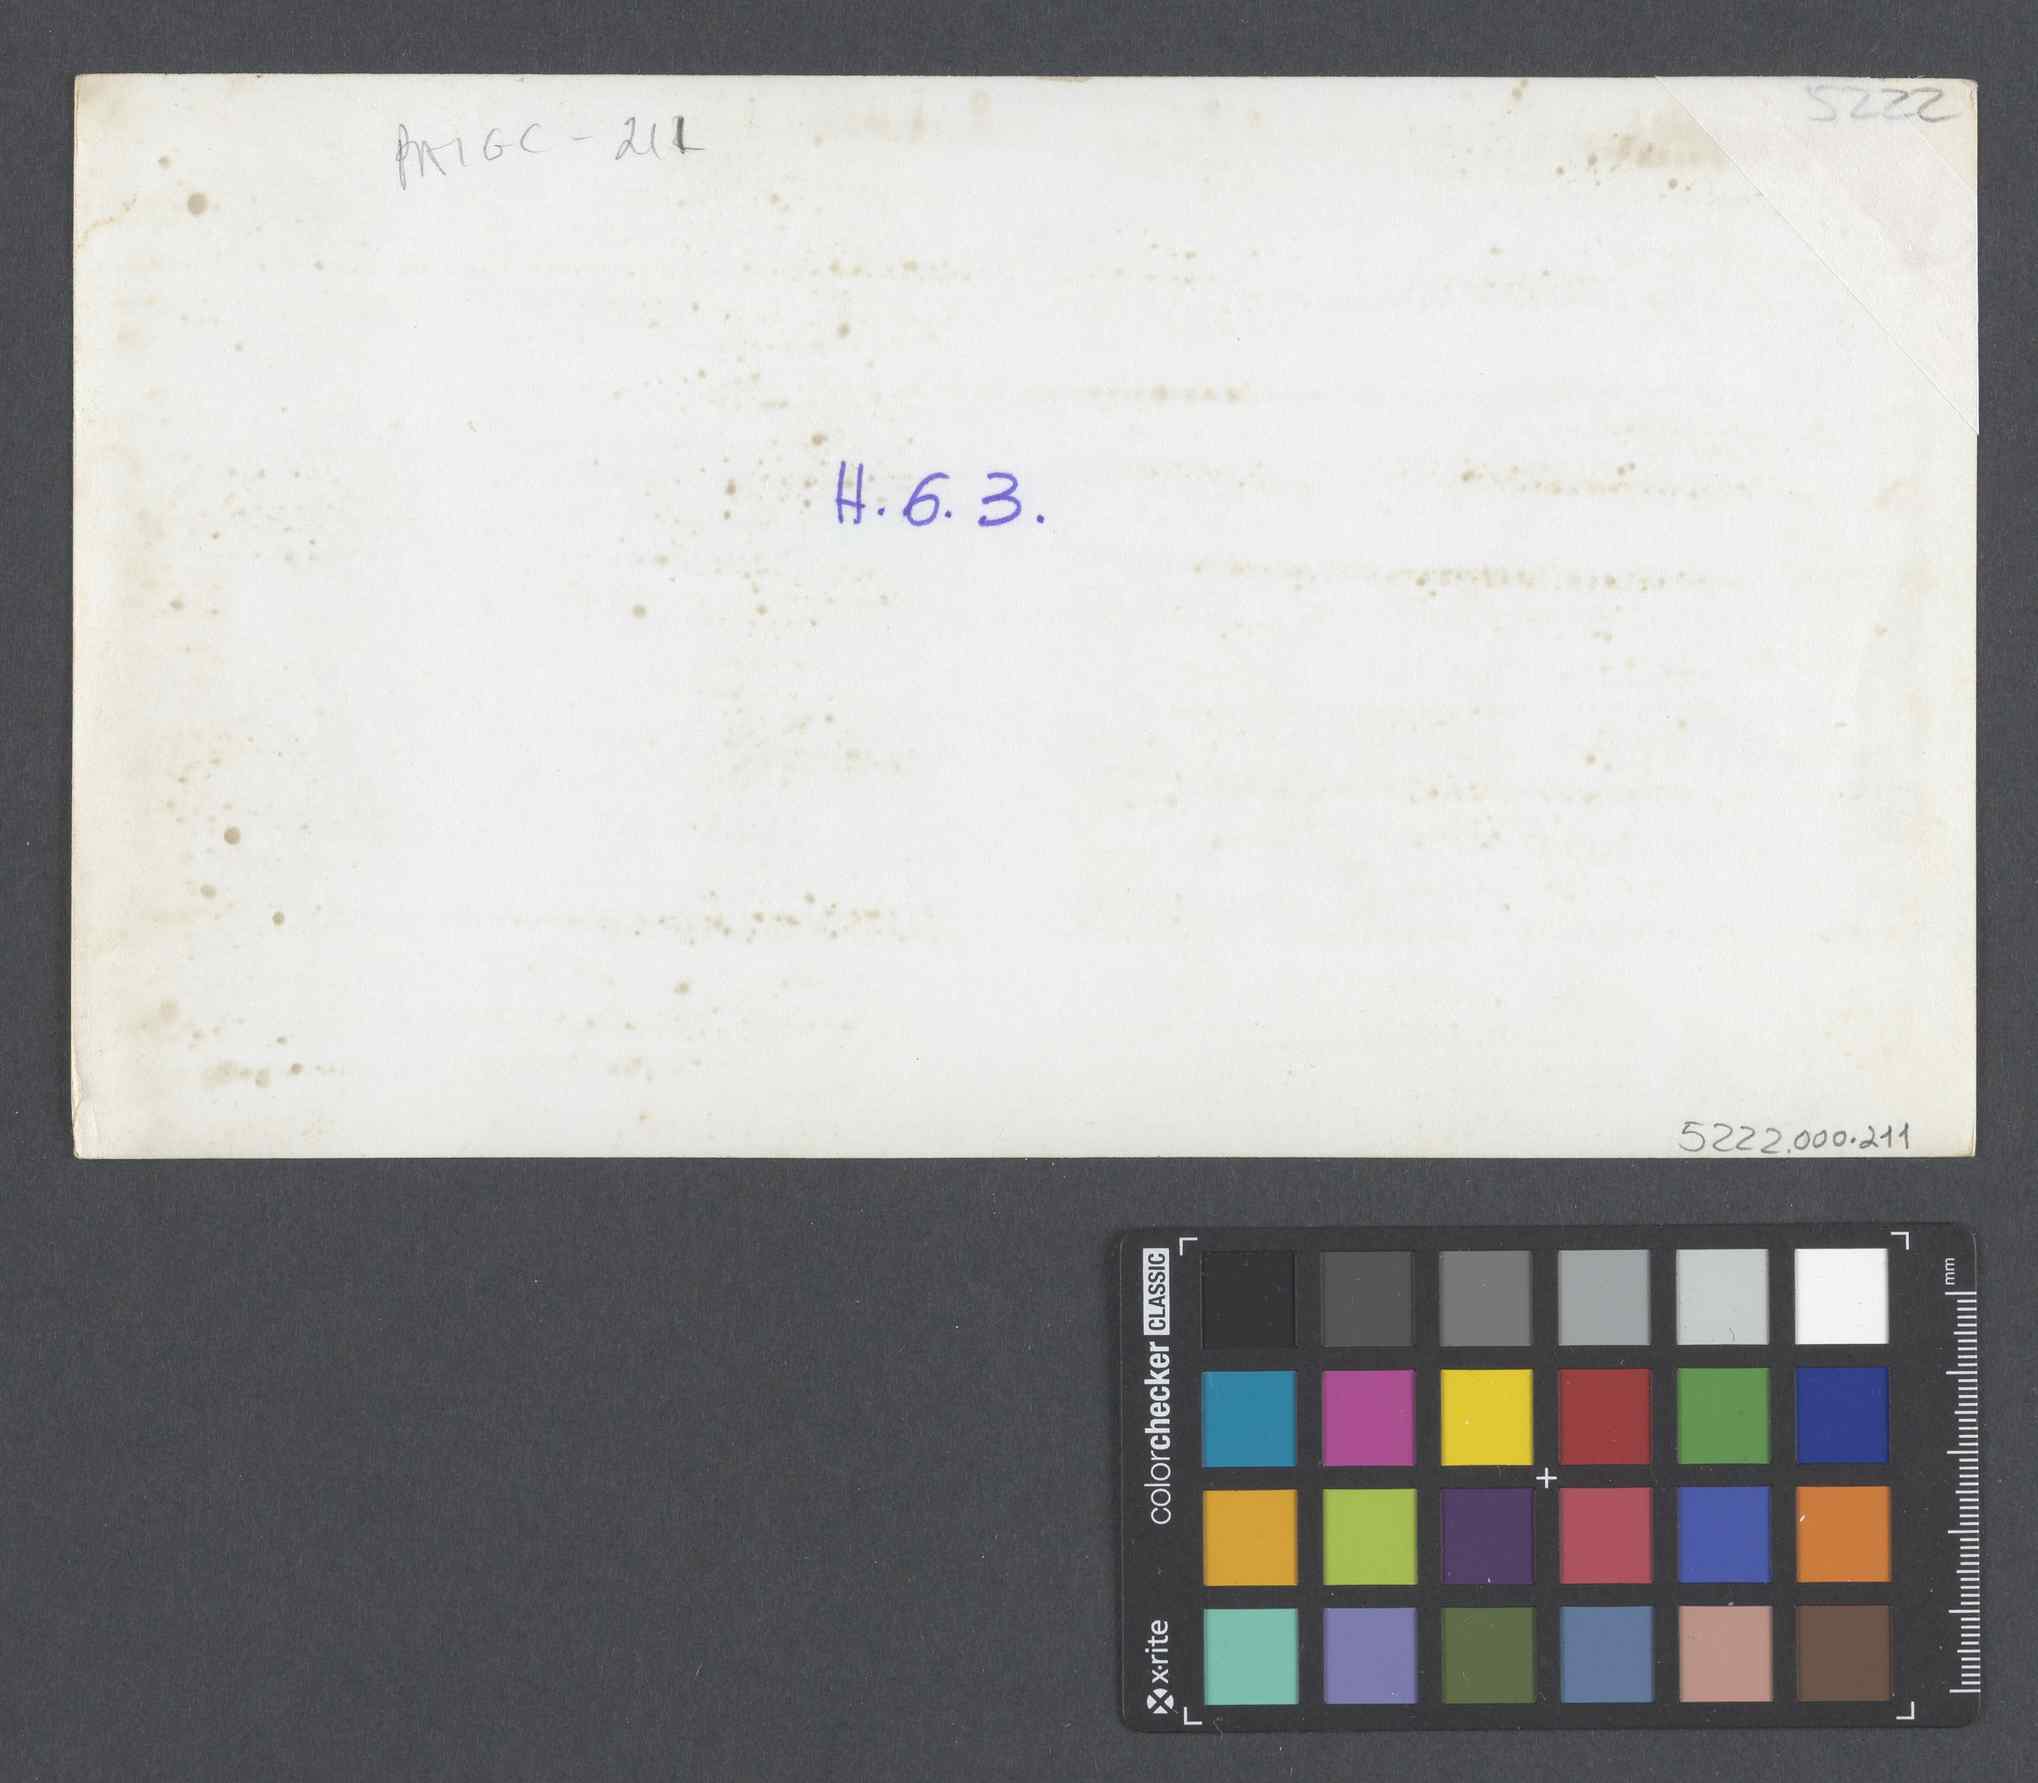 5222
PAIGC - 211
H. 6. 3.
5222.000.211
colorchecker CLASSIC
x-rite
mm